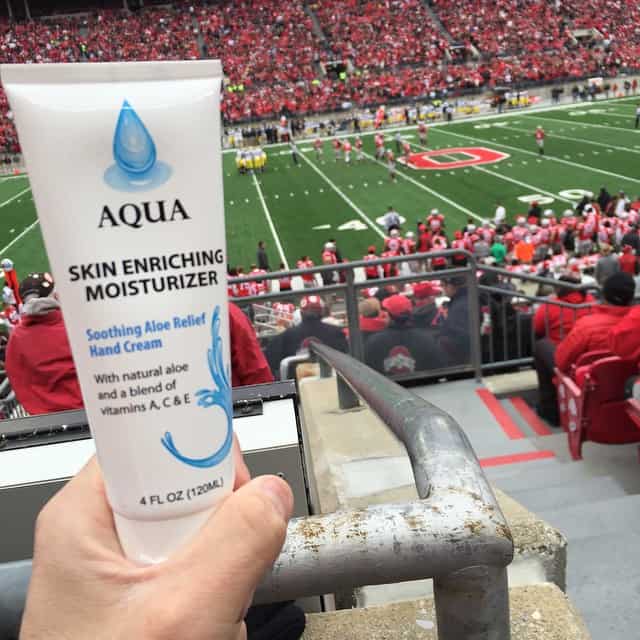 AQUA
SKIN ENRICHING
MOISTURIZER
Soothing Aloe Relief
Hand Cream
With natural aloe
and a blend of
Vitamins A, C & E
4 FL OZ (120ML)